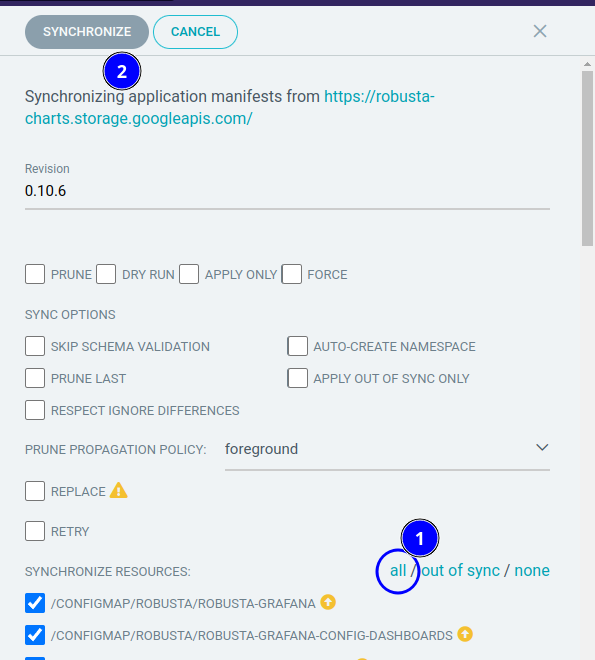 SYNCHRONIZE CANCEL
2
Synchronizing application manifests from https://robusta-
charts.storage.googleapis.com/
Revision
0.10.6
PRUNE DRY RUN APPLY ONLY FORCE
SYNC OPTIONS
SKIP SCHEMA VALIDATION AUTO-CREATE NAMESPACE
PRUNE LAST APPLY OUT OF SYNC ONLY
RESPECT IGNORE DIFFERENCES
PRUNE PROPAGATION POLICY: foreground
REPLACE
RETRY
1
SYNCHRONIZE RESOURCES: all / out of sync / none
/CONFIGMAP/ROBUSTA/ROBUSTA-GRAFANA
/CONFIGMAP/ROBUSTA/ROBUSTA-GRAFANA-CONFIG-DASHBOARDS